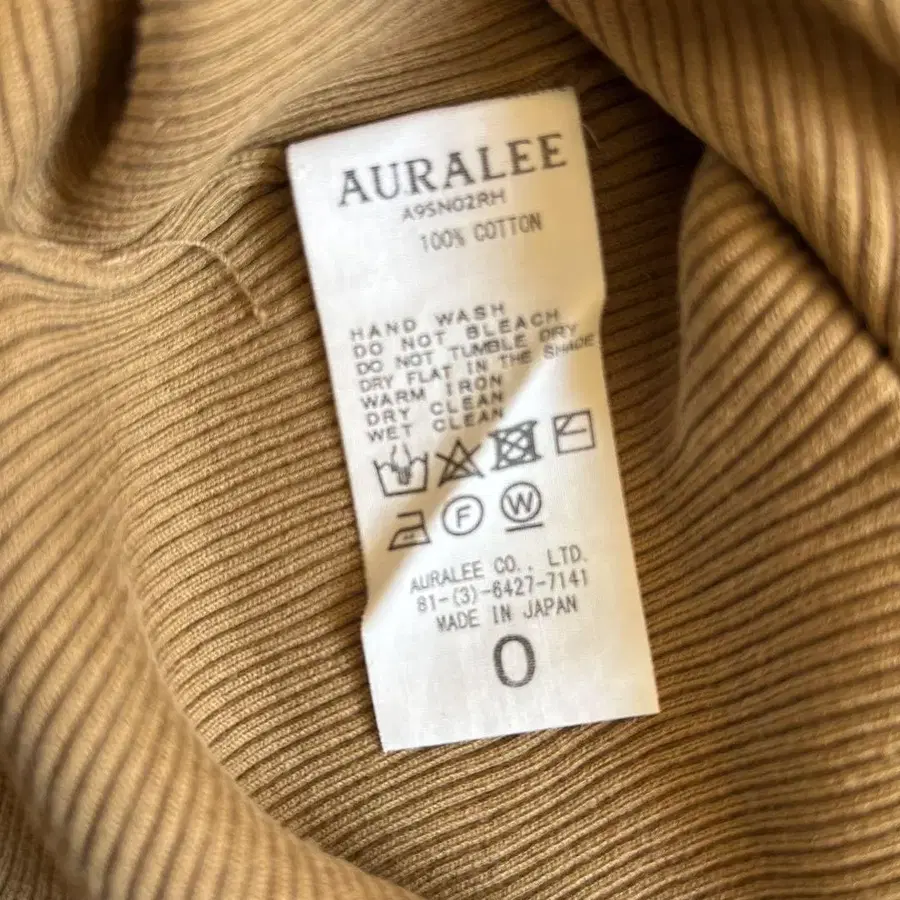 AURALEE
A9SN02RH
100% COTTON
HAND WASH
DO NOT BLEACH
DO NOT TUMBLE DRY
DRY FLAT IN THE SHADE
WARM IRON
DRY CLEAN
WET CLEAN
F W
AURALEE CO., LTD.
81-(3)-6427-7141
MADE IN JAPAN
0